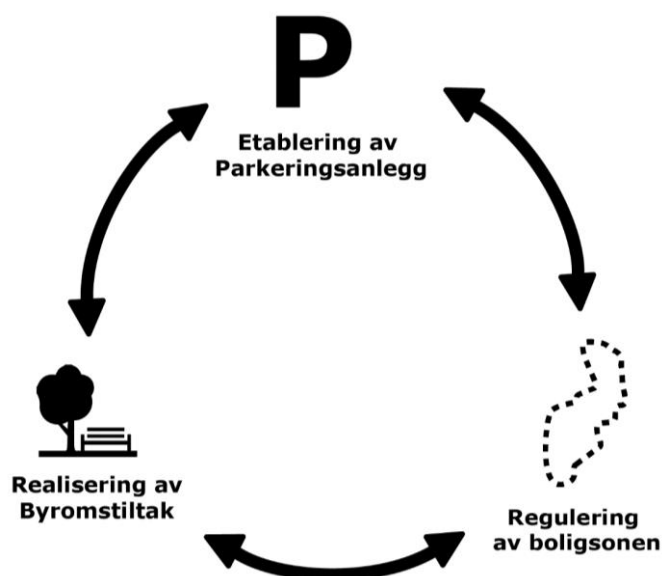 P
Etablering av
Parkeringsanlegg
Realisering av
Byromstiltak
Regulering
av boligsonen